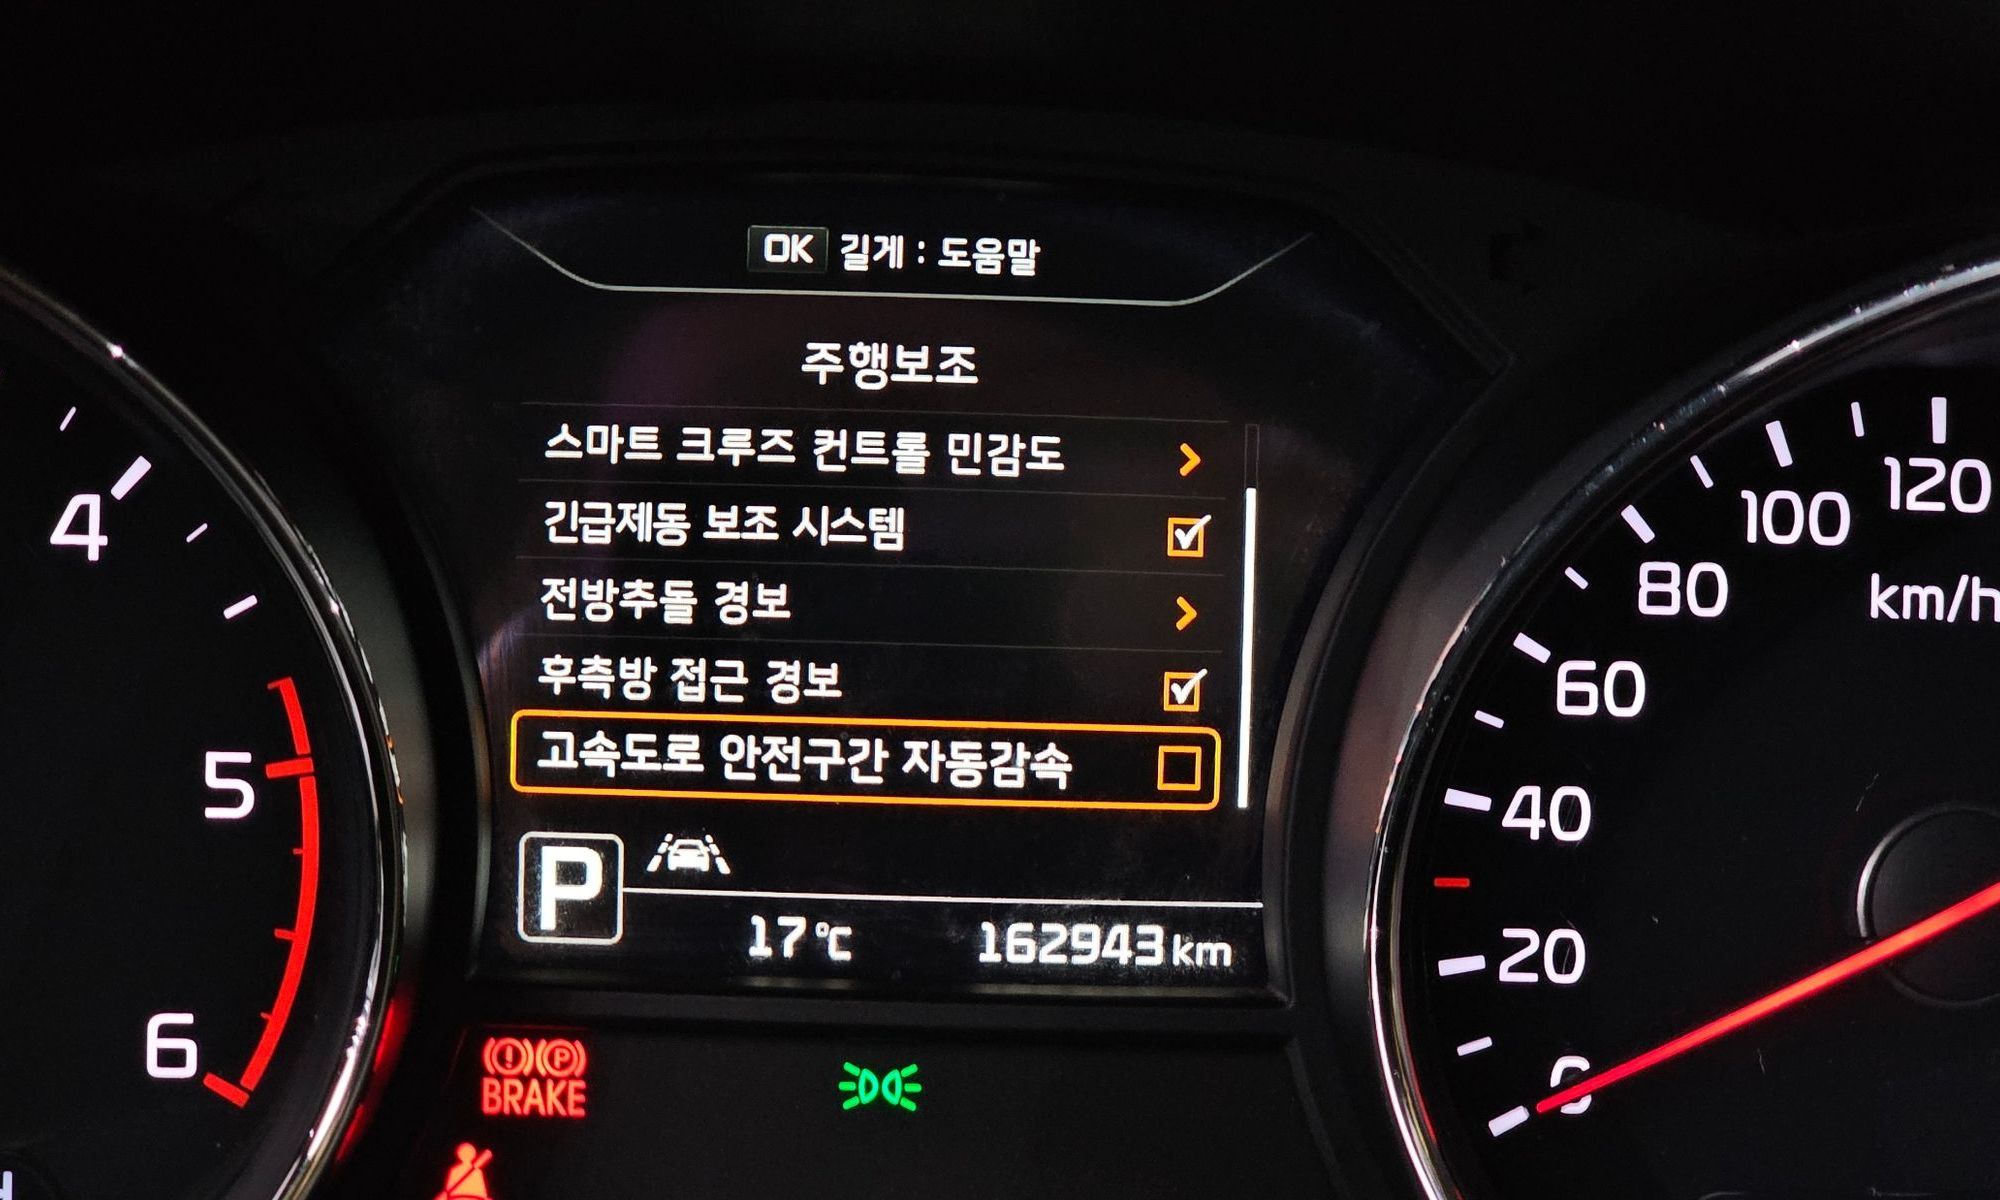 OK 길게 : 도움말
주행보조
스마트 크루즈 컨트롤 민감도
긴급제동 보조 시스템
전방추돌 경보
후측방 접근 경보
고속도로 안전구간 자동감속
P
17°C 162943 km
4
5
6
BRAKE
120
100
80
km/h
60
40
20
0